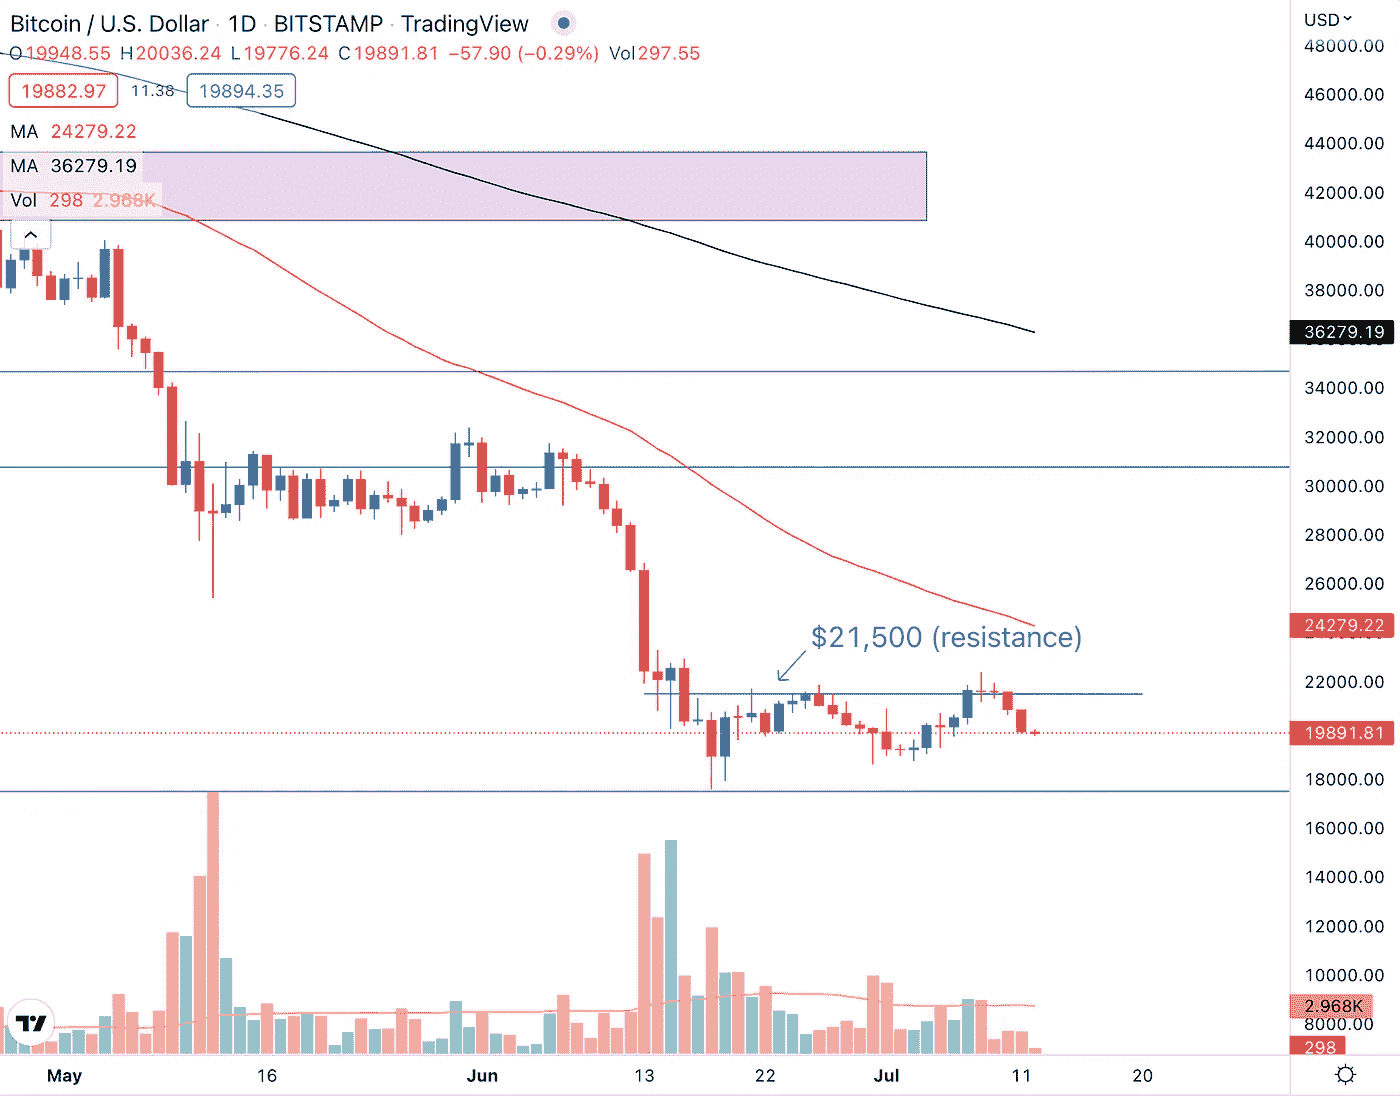 Bitcoin / U.S. Dollar · 1D · BITSTAMP · TradingView
USD
O19948.55 H20036.24 L19776.24 C19891.81 −57.90 (−0.29%) Vol297.55
19882.97 11.38 19894.35
MA 24279.22
MA 36279.19
Vol 298 2.968K
48000.00
46000.00
44000.00
42000.00
40000.00
38000.00
36279.19
34000.00
32000.00
30000.00
28000.00
26000.00
24279.22
$21,500 (resistance)
22000.00
19891.81
18000.00
16000.00
14000.00
12000.00
10000.00
2.968K
8000.00
298
May 16 Jun 13 22 Jul 11 20